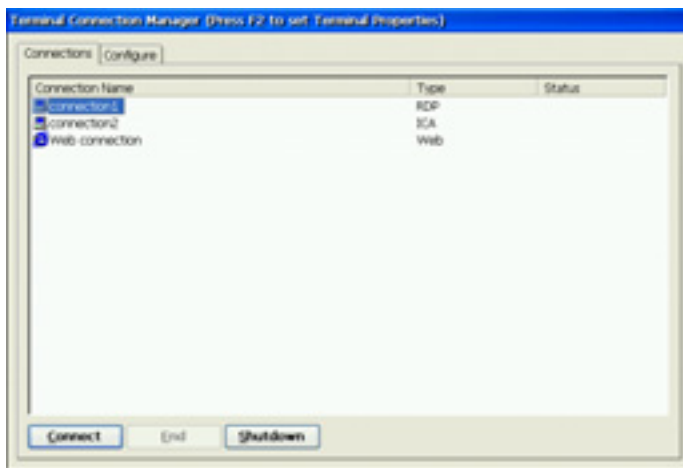 Terminal Connection Manager (Press F2 to set Terminal Properties)
Connections Configure
Connection Name Type Status
connection1 RDP
connection2 ICA
Web connection Web
Connect End Shutdown